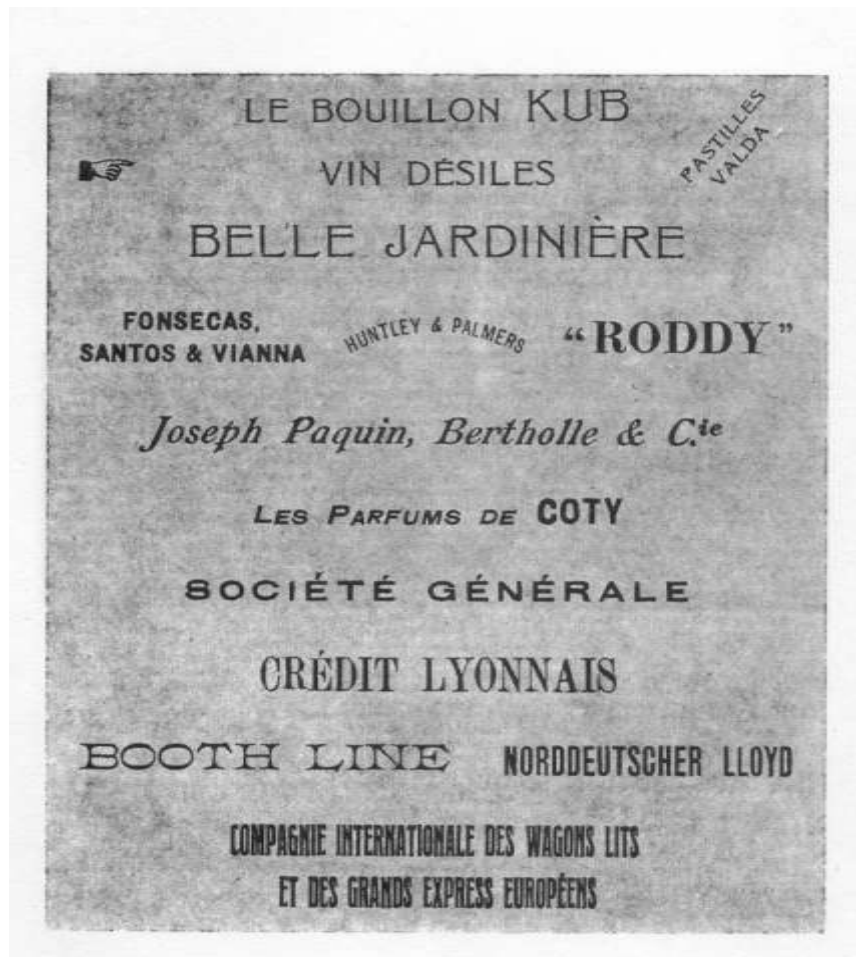 LE BOUILLON KUB
PASTILLES
VALDA
VIN DÉSILES
BELLE JARDINIÈRE
FONSECAS,
SANTOS & VIANNA
HUNTLEY & PALMERS
“RODDY”
Joseph Paquin, Bertholle & C.ie
LES PARFUMS DE COTY
SOCIÉTÉ GÉNÉRALE
CRÉDIT LYONNAIS
BOOTH LINE
NORDDEUTSCHER LLOYD
COMPAGNIE INTERNATIONALE DES WAGONS LITS
ET DES GRANDS EXPRESS EUROPÉENS